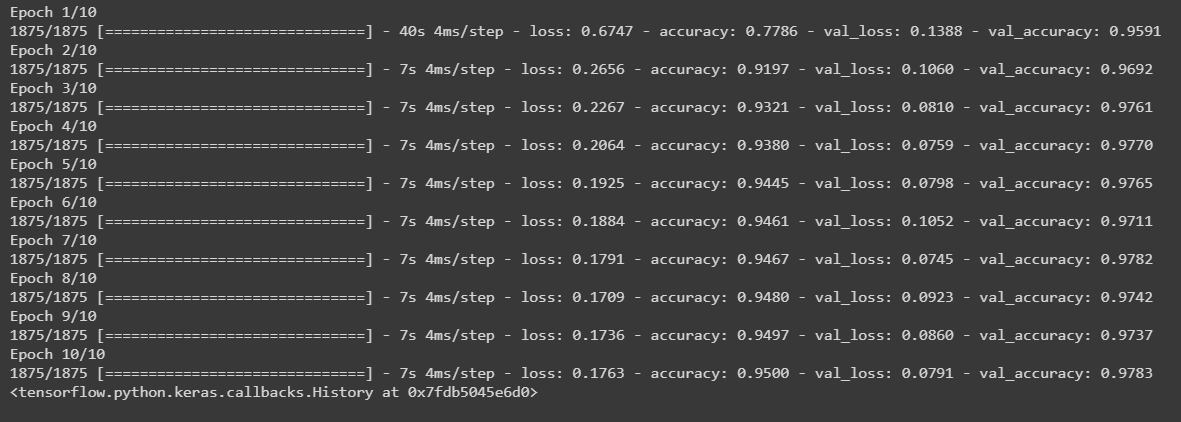 Epoch 1/10
1875/1875 [==============================] - 40s 4ms/step - loss: 0.6747 - accuracy: 0.7786 - val_loss: 0.1388 - val_accuracy: 0.9591
Epoch 2/10
1875/1875 [==============================] - 7s 4ms/step - loss: 0.2656 - accuracy: 0.9197 - val_loss: 0.1060 - val_accuracy: 0.9692
Epoch 3/10
1875/1875 [==============================] - 7s 4ms/step - loss: 0.2267 - accuracy: 0.9321 - val_loss: 0.0810 - val_accuracy: 0.9761
Epoch 4/10
1875/1875 [==============================] - 7s 4ms/step - loss: 0.2064 - accuracy: 0.9380 - val_loss: 0.0759 - val_accuracy: 0.9770
Epoch 5/10
1875/1875 [==============================] - 7s 4ms/step - loss: 0.1925 - accuracy: 0.9445 - val_loss: 0.0798 - val_accuracy: 0.9765
Epoch 6/10
1875/1875 [==============================] - 7s 4ms/step - loss: 0.1884 - accuracy: 0.9461 - val_loss: 0.1052 - val_accuracy: 0.9711
Epoch 7/10
1875/1875 [==============================] - 7s 4ms/step - loss: 0.1791 - accuracy: 0.9467 - val_loss: 0.0745 - val_accuracy: 0.9782
Epoch 8/10
1875/1875 [==============================] - 7s 4ms/step - loss: 0.1709 - accuracy: 0.9480 - val_loss: 0.0923 - val_accuracy: 0.9742
Epoch 9/10
1875/1875 [==============================] - 7s 4ms/step - loss: 0.1736 - accuracy: 0.9497 - val_loss: 0.0860 - val_accuracy: 0.9737
Epoch 10/10
1875/1875 [==============================] - 7s 4ms/step - loss: 0.1763 - accuracy: 0.9500 - val_loss: 0.0791 - val_accuracy: 0.9783
<tensorflow.python.keras.callbacks.History at 0x7fdb5045e6d0>